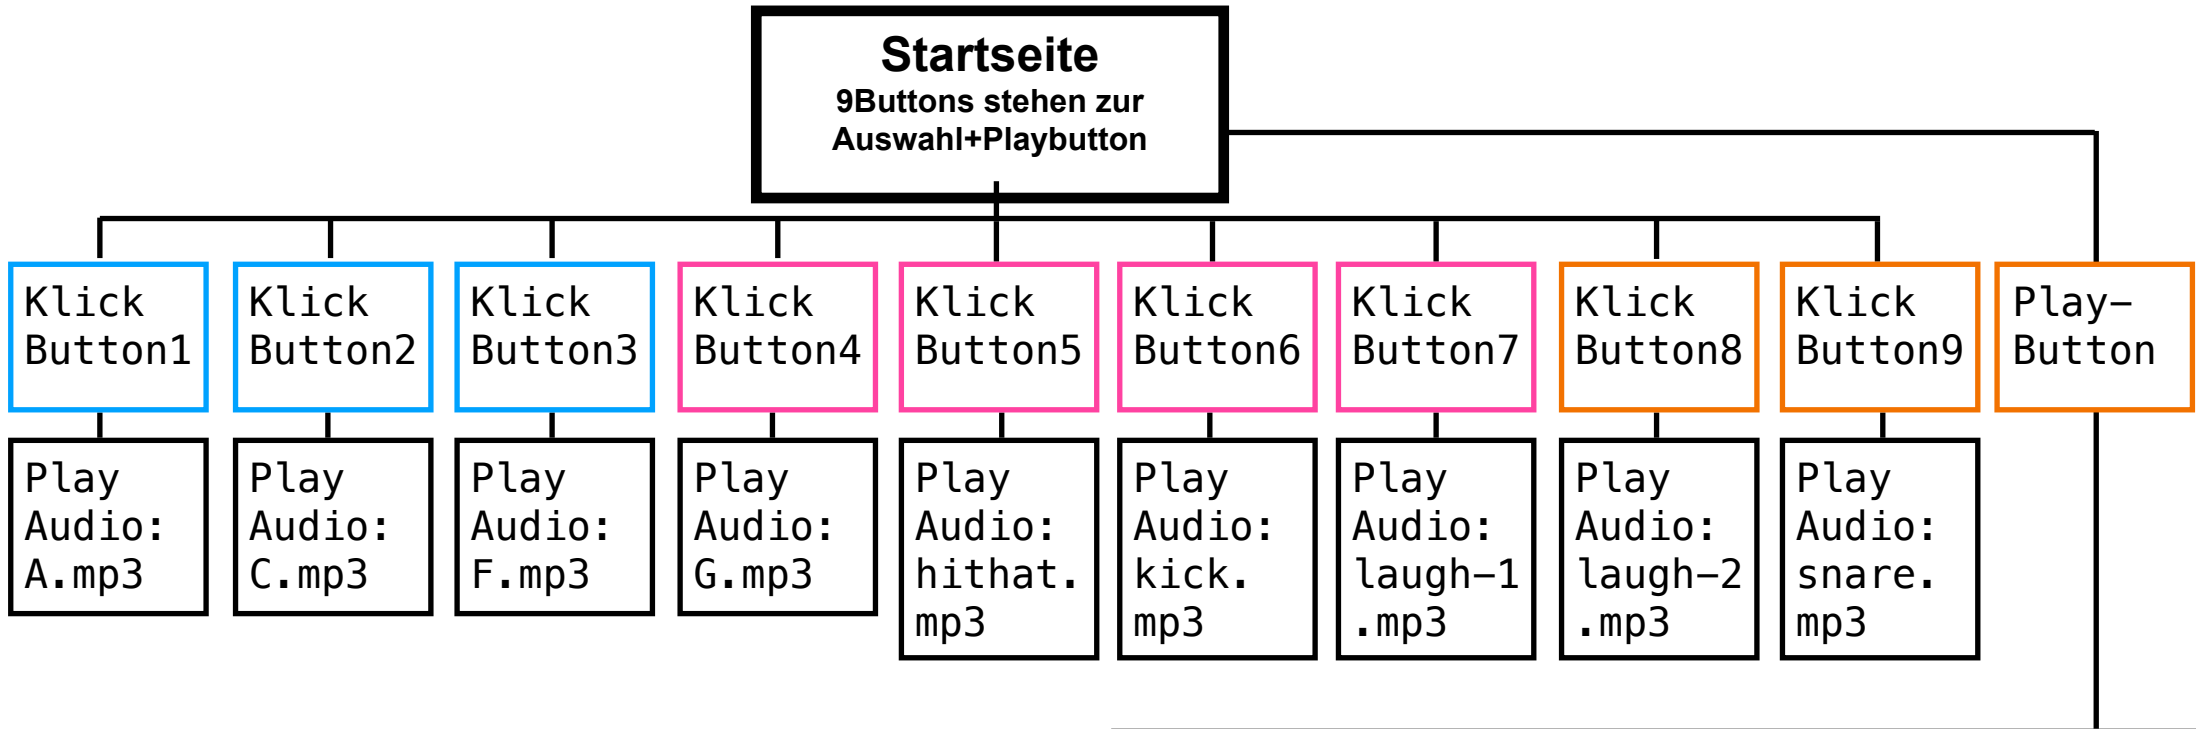 Startseite
9Buttons stehen zur
Auswahl+Playbutton
Klick
Button1
Klick
Button2
Klick
Button3
Klick
Button4
Klick
Button5
Klick
Button6
Klick
Button7
Klick
Button8
Klick
Button9
Play–
Button
Play
Audio:
A.mp3
Play
Audio:
C.mp3
Play
Audio:
F.mp3
Play
Audio:
G.mp3
Play
Audio:
hithat.
mp3
Play
Audio:
kick.
mp3
Play
Audio:
laugh–1
.mp3
Play
Audio:
laugh–2
.mp3
Play
Audio:
snare.
mp3